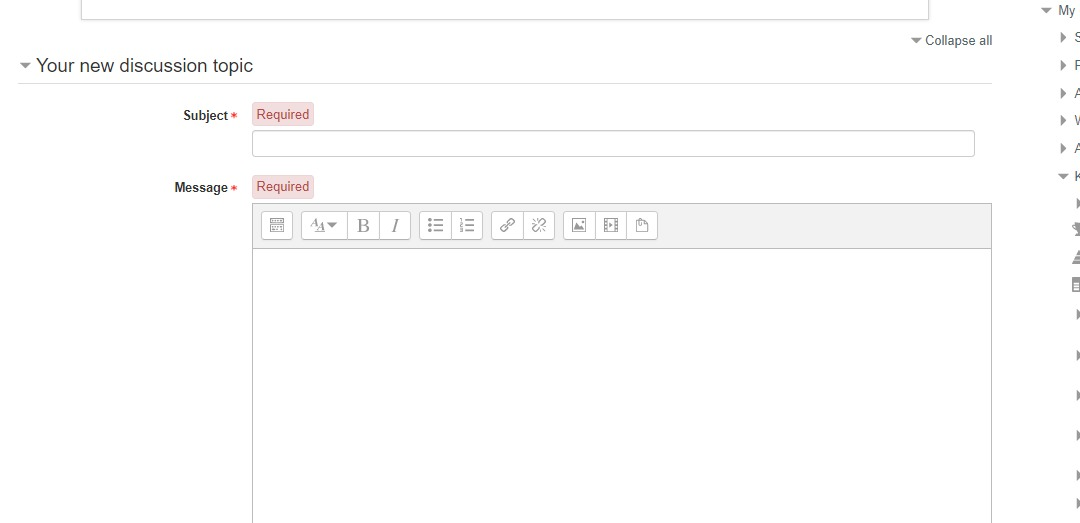 My
Collapse all
Your new discussion topic
Subject * Required
Message * Required
B I